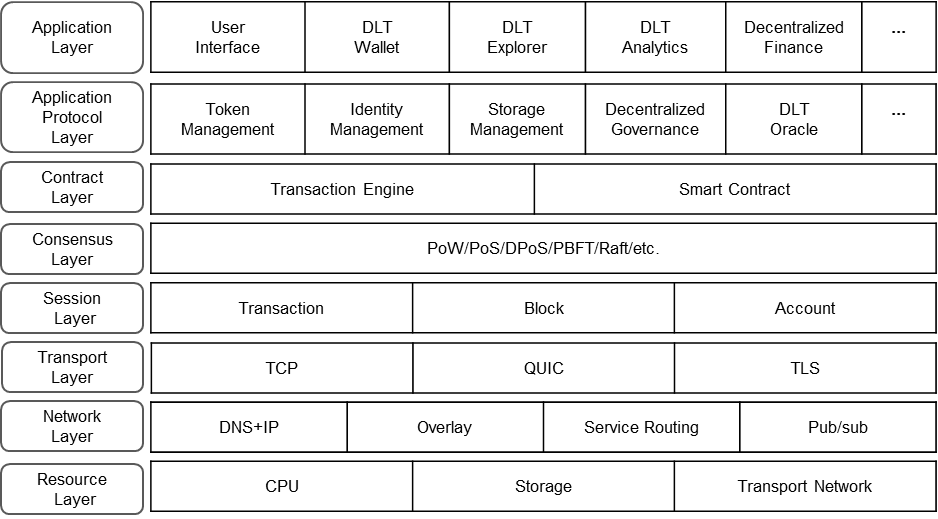 Application
Layer
User
Interface
DLT
Wallet
DLT
Explorer
DLT
Analytics
Decentralized
Finance
...
Application
Protocol
Layer
Token
Management
Identity
Management
Storage
Management
Decentralized
Governance
DLT
Oracle
...
Contract
Layer
Transaction Engine
Smart Contract
Consensus
Layer
PoW/PoS/DPoS/PBFT/Raft/etc.
Session
Layer
Transaction
Block
Account
Transport
Layer
TCP
QUIC
TLS
Network
Layer
DNS+IP
Overlay
Service Routing
Pub/sub
Resource
Layer
CPU
Storage
Transport Network